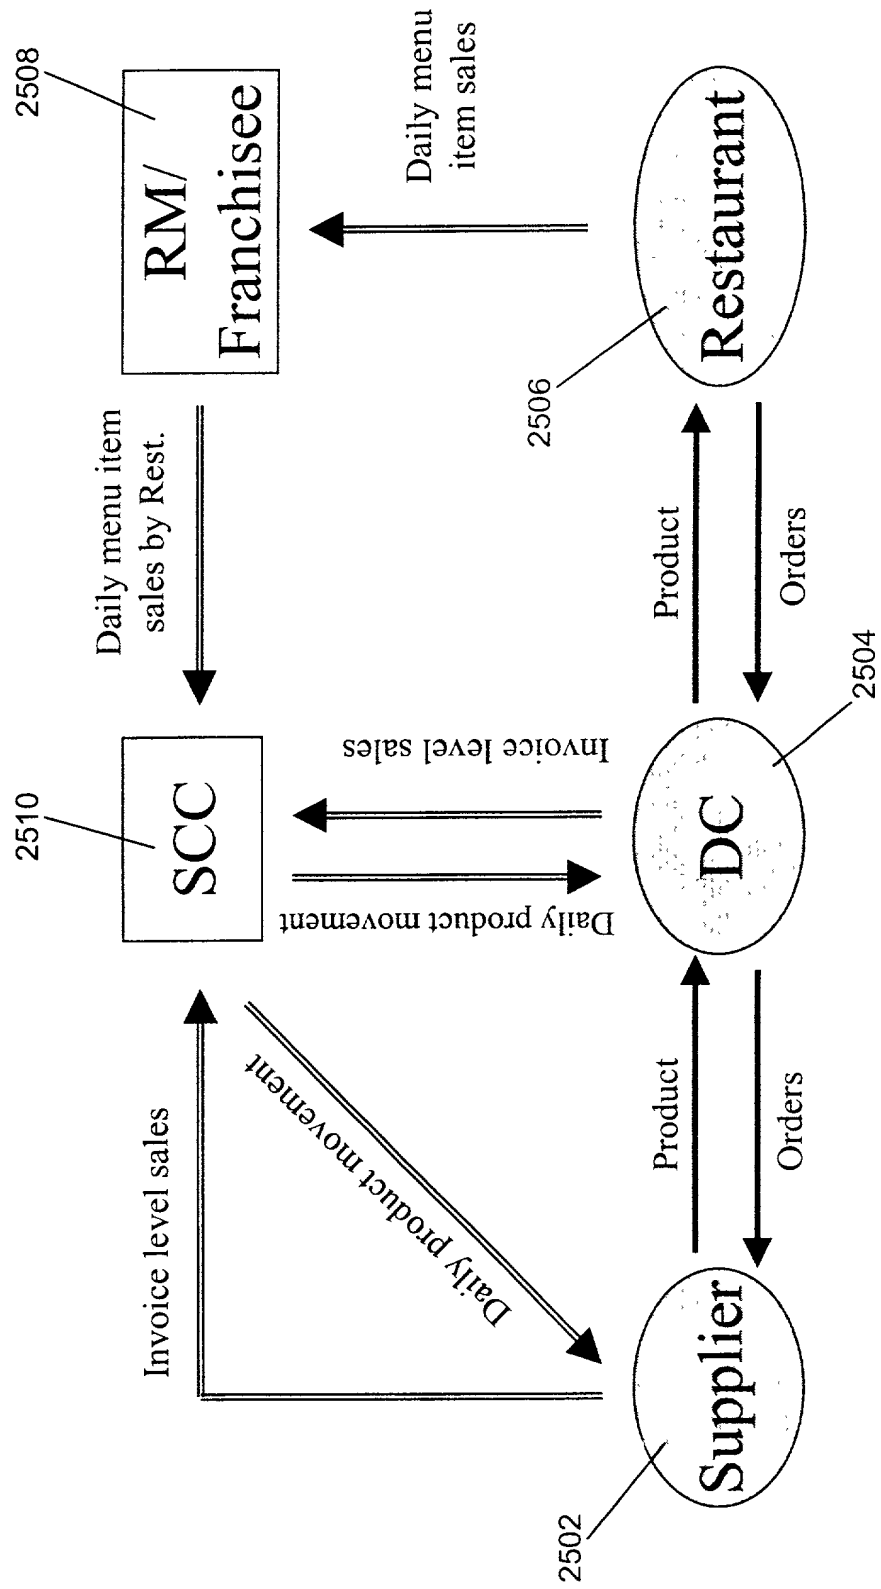 2510
2508
SCC
RM/
Franchisee
Invoice level sales
Daily menu item
sales by Rest.
Daily product movement
Daily product movement
Invoice level sales
Daily menu
item sales
Product
Orders
Product
Orders
2502
Supplier
DC
2504
2506
Restaurant